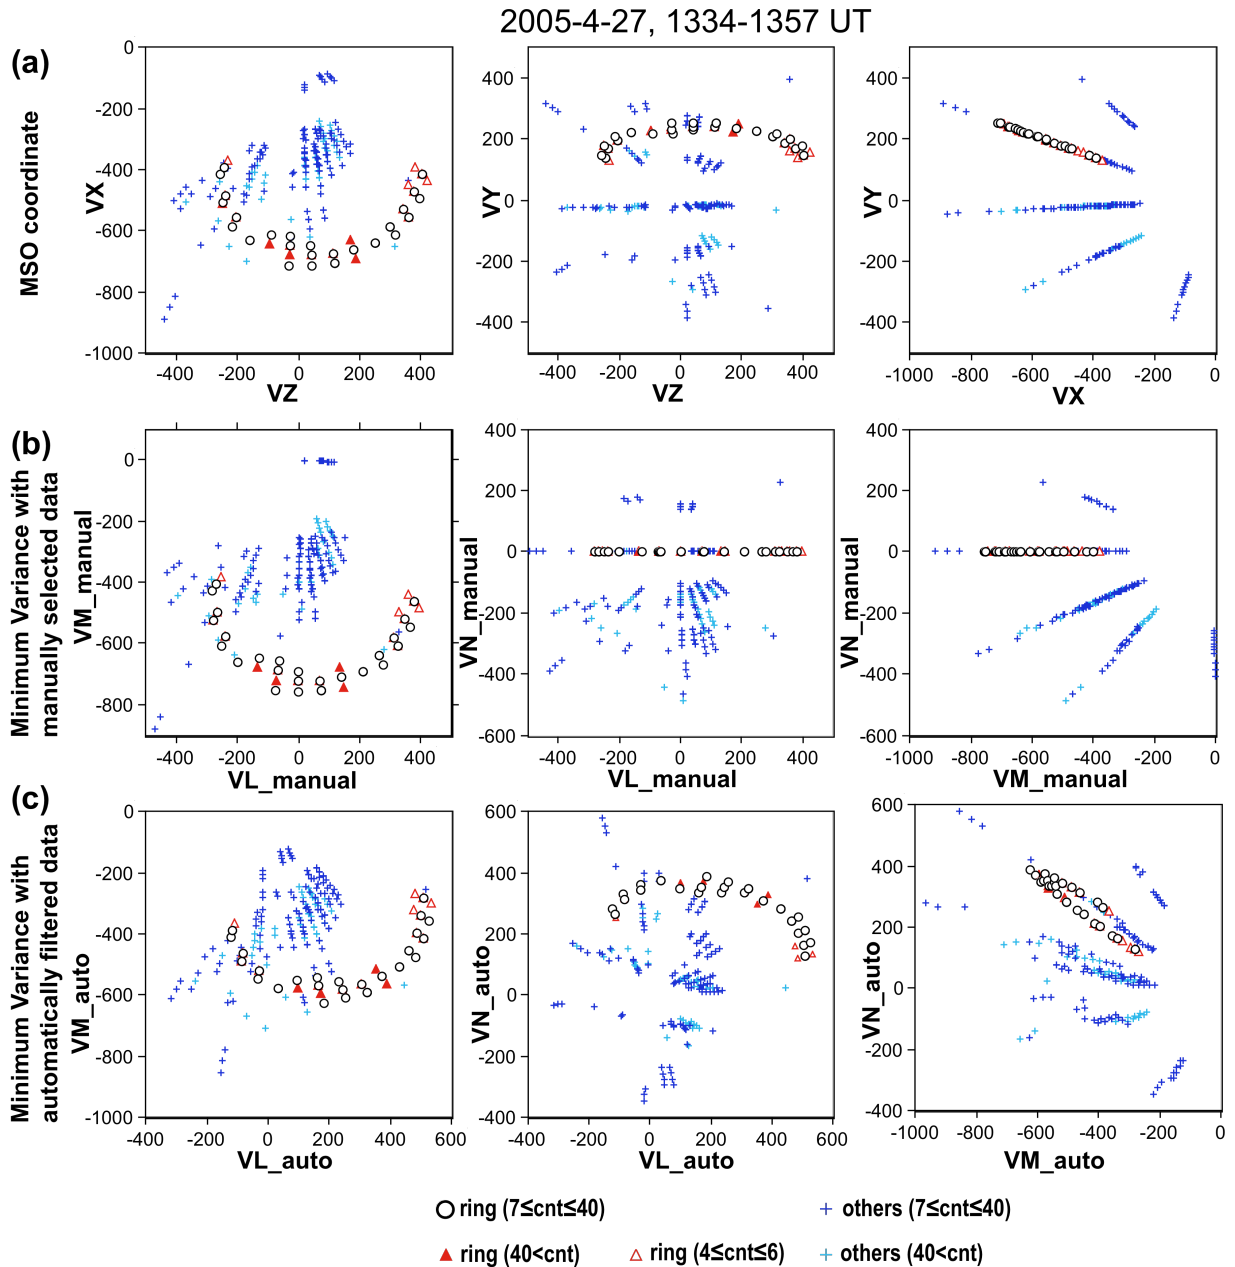 2005-4-27, 1334-1357 UT
(a)
MSO coordinate
0
-200
-400
-600
-800
-1000
VX
-400 -200 0 200 400
VZ
400
200
0
-200
-400
VY
-400 -200 0 200 400
VZ
400
200
0
-200
-400
VY
-1000 -800 -600 -400 -200 0
VX
(b)
Minimum Variance with
manually selected data
0
-200
-400
-600
-800
VM_manual
-400 -200 0 200 400
VL_manual
400
200
0
-200
-400
-600
VN_manual
-400 -200 0 200 400
VL_manual
400
200
0
-200
-400
-600
VN_manual
-1000 -800 -600 -400 -200 0
VM_manual
(c)
Minimum Variance with
automatically filtered data
0
-200
-400
-600
-800
-1000
VM_auto
-400 -200 0 200 400 600
VL_auto
600
400
200
0
-200
-400
VN_auto
-400 -200 0 200 400 600
VL_auto
600
400
200
0
-200
-400
VN_auto
-1000 -800 -600 -400 -200 0
VM_auto
ring (7≤cnt≤40)
others (7≤cnt≤40)
ring (40<cnt)
ring (4≤cnt≤6)
others (40<cnt)